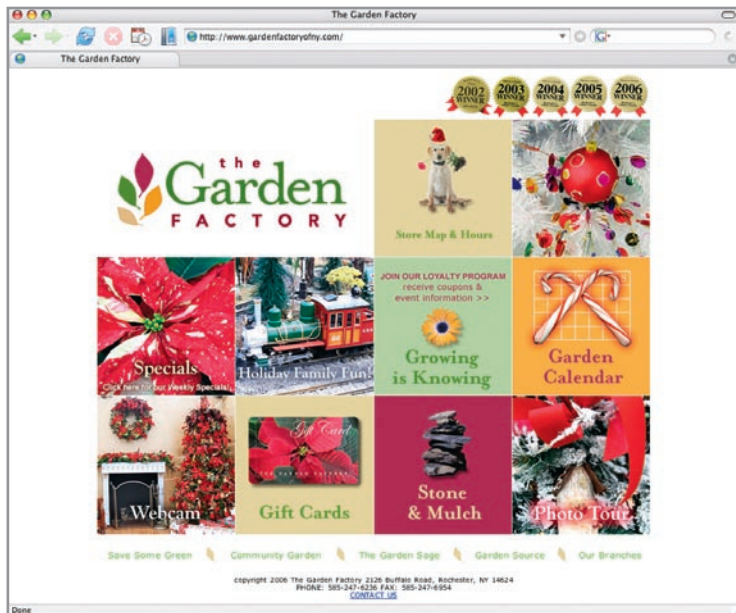 The Garden Factory
http://www.gardenfactoryofny.com/
G
The Garden Factory
2002 WINNER
2003 WINNER
2004 WINNER
2005 WINNER
2006 WINNER
the
Garden
FACTORY
Store Map & Hours
Specials
Click here for our Weekly Specials!
Holiday Family Fun!
JOIN OUR LOYALTY PROGRAM
receive coupons &
event information >>
Growing
is Knowing
Garden
Calendar
Webcam
Gift Card
THE GARDEN FACTORY
Gift Cards
Stone
& Mulch
Photo Tour
Save Some Green
Community Garden
The Garden Sage
Garden Source
Our Branches
copyright 2006 The Garden Factory 2126 Buffalo Road, Rochester, NY 14624
PHONE: 585-247-6236 FAX: 585-247-6954
CONTACT US
Done